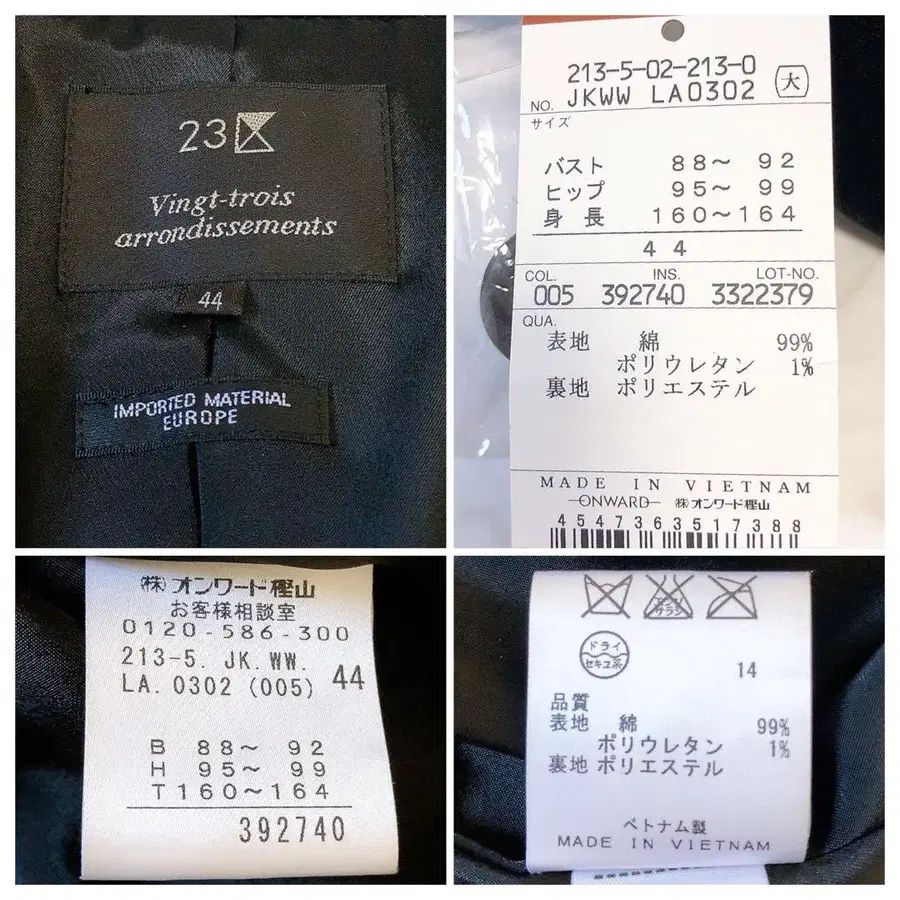 23区
Vingt-trois
arrondissements
44
IMPORTED MATERIAL
EUROPE
213-5-02-213-0
NO. JKWW LA0302 大
サイズ
バスト 88～ 92
ヒップ 95～ 99
身長 160～164
44
COL. INS. LOT-NO.
005 392740 3322379
QUA.
表地 綿 99%
ポリウレタン 1%
裏地 ポリエステル
MADE IN VIETNAM
ONWARD ㈱オンワード樫山
4547363517388
㈱オンワード樫山
お客様相談室
0120-586-300
213-5. JK. WW.
LA. 0302 (005) 44
B 88～ 92
H 95～ 99
T 160～164
392740
エンソ
サラシ
ドライ
セキユ系
14
品質
表地 綿 99%
ポリウレタン 1%
裏地 ポリエステル
ベトナム製
MADE IN VIETNAM